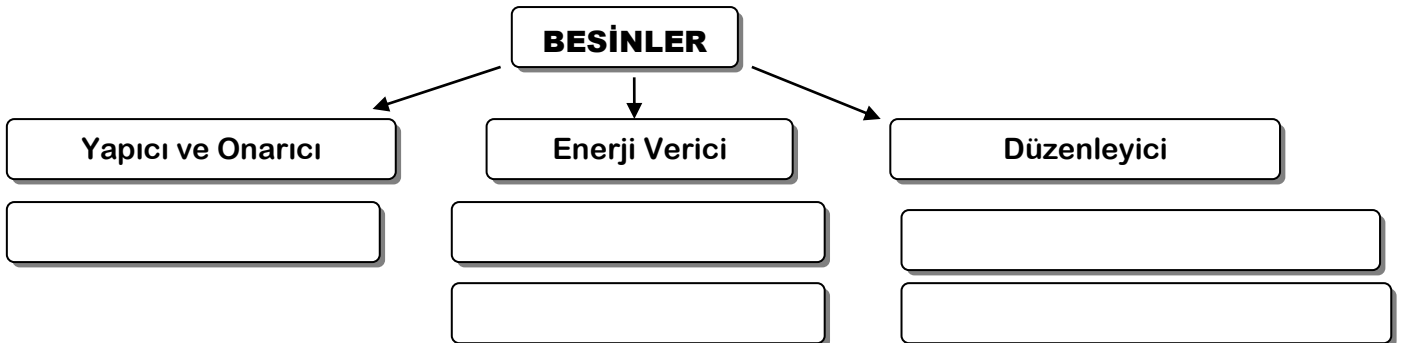 BESİNLER
Yapıcı ve Onarıcı
Enerji Verici
Düzenleyici